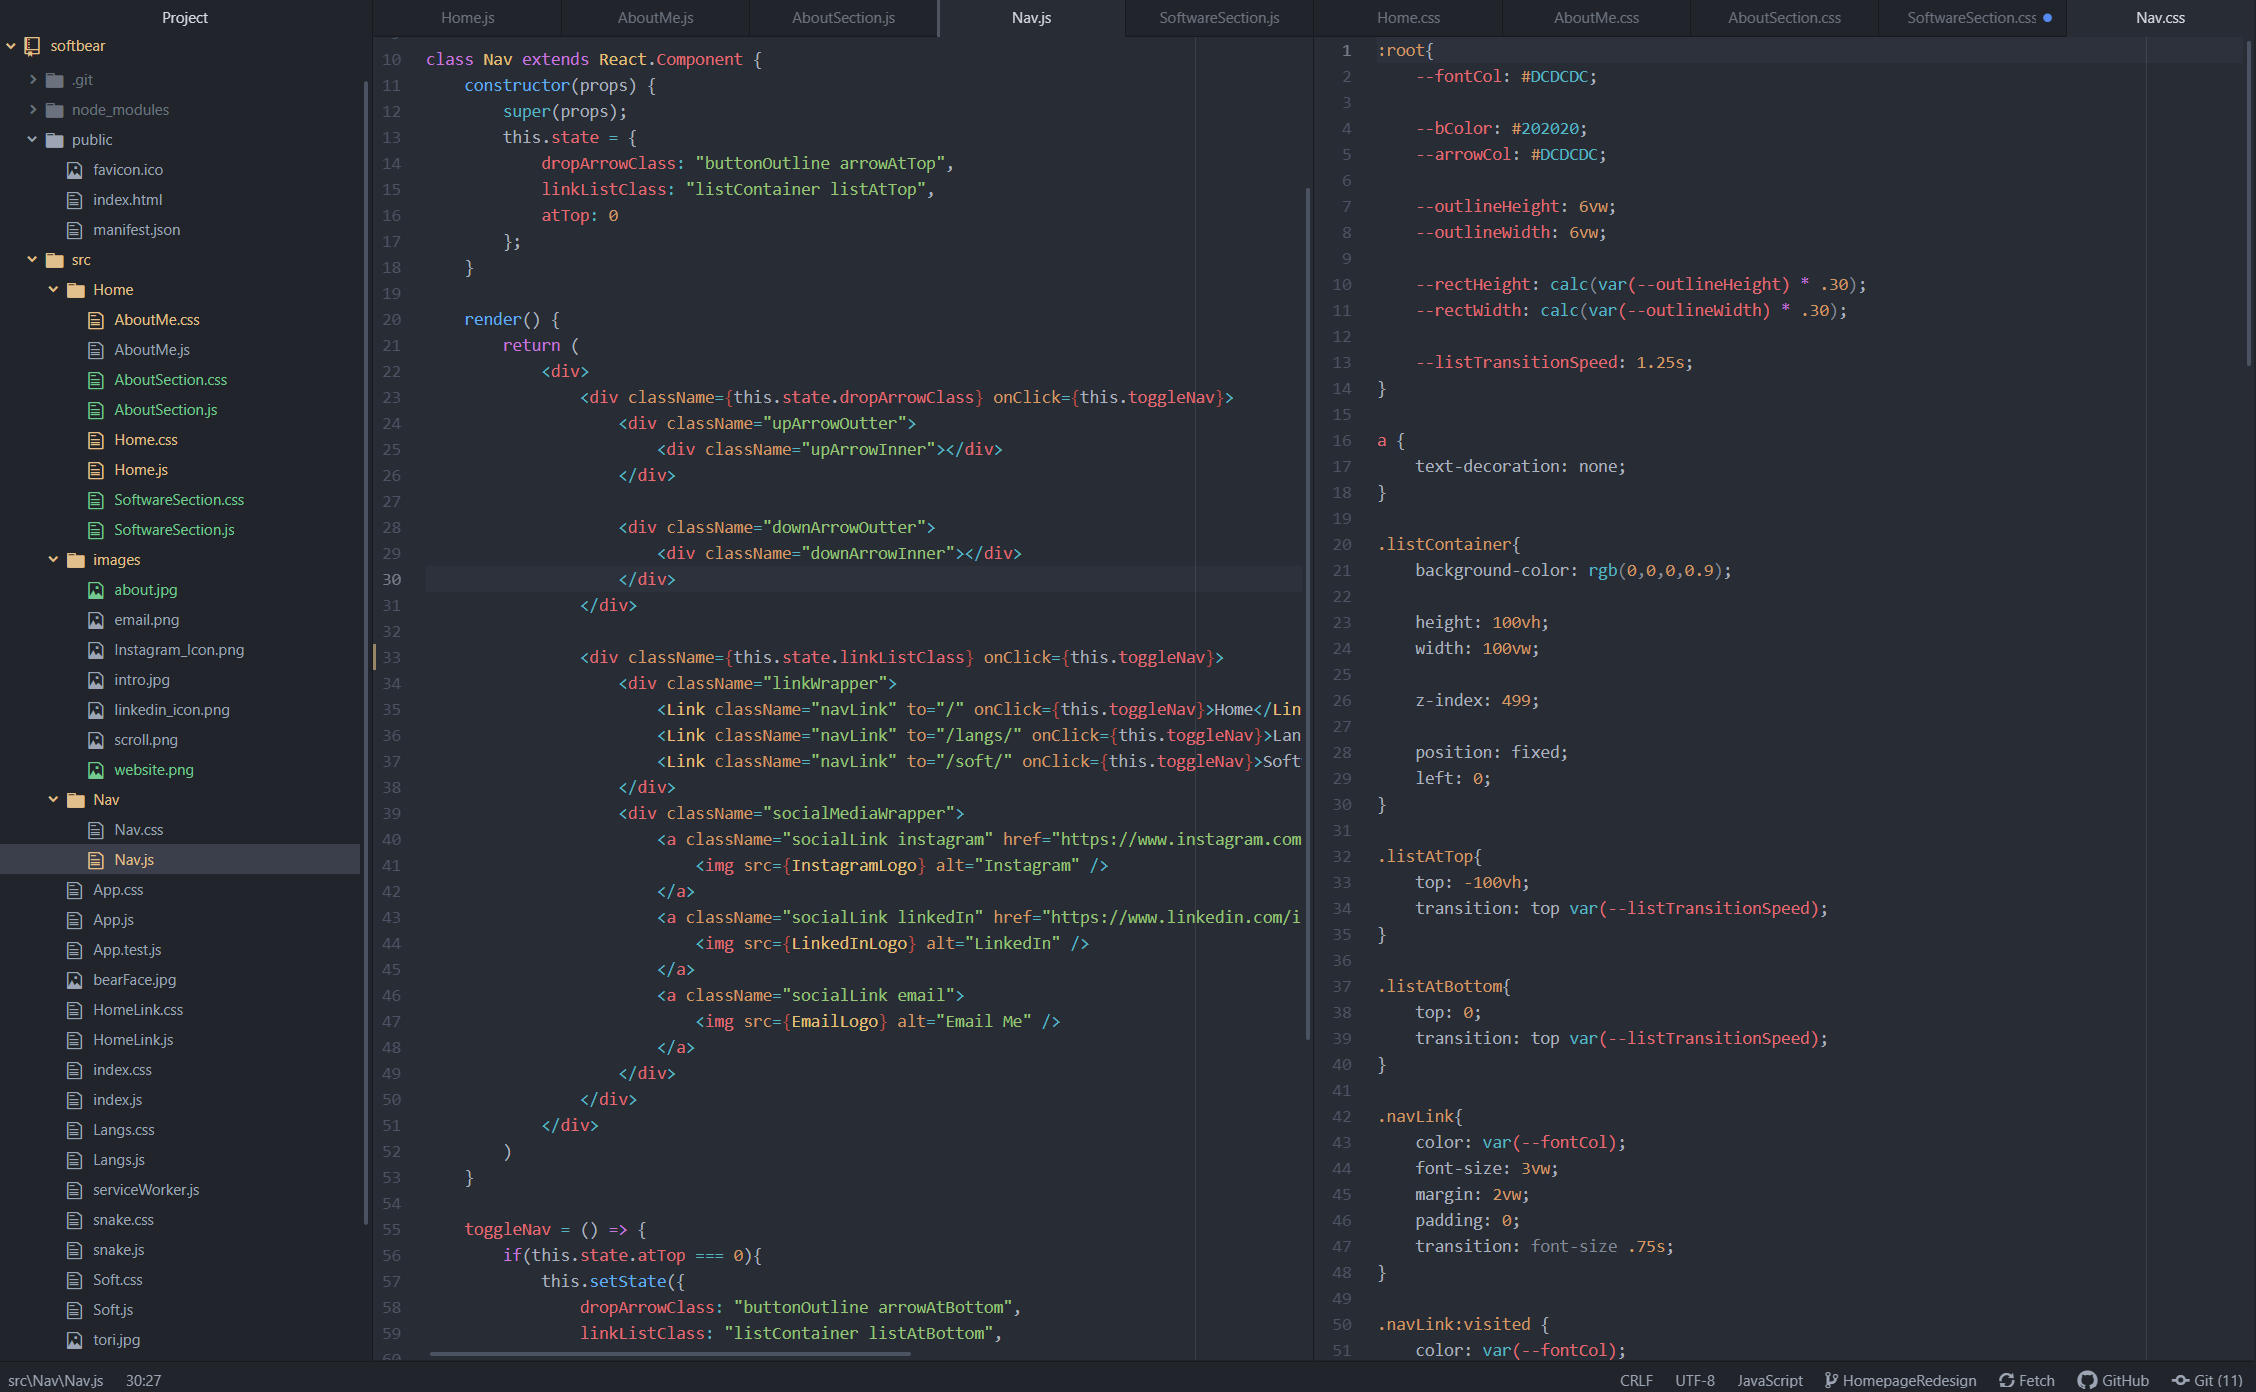 Project
softbear
.git
node_modules
public
favicon.ico
index.html
manifest.json
src
Home
AboutMe.css
AboutMe.js
AboutSection.css
AboutSection.js
Home.css
Home.js
SoftwareSection.css
SoftwareSection.js
images
about.jpg
email.png
Instagram_Icon.png
intro.jpg
linkedin_icon.png
scroll.png
website.png
Nav
Nav.css
Nav.js
App.css
App.js
App.test.js
bearFace.jpg
HomeLink.css
HomeLink.js
index.css
index.js
Langs.css
Langs.js
serviceWorker.js
snake.css
snake.js
Soft.css
Soft.js
tori.jpg
Home.js AboutMe.js AboutSection.js Nav.js SoftwareSection.js
10 class Nav extends React.Component {
11 constructor(props) {
12 super(props);
13 this.state = {
14 dropArrowClass: "buttonOutline arrowAtTop",
15 linkListClass: "listContainer listAtTop",
16 atTop: 0
17 };
18 }
19
20 render() {
21 return (
22 <div>
23 <div className={this.state.dropArrowClass} onClick={this.toggleNav}>
24 <div className="upArrowOutter">
25 <div className="upArrowInner"></div>
26 </div>
27
28 <div className="downArrowOutter">
29 <div className="downArrowInner"></div>
30 </div>
31 </div>
32
33 <div className={this.state.linkListClass} onClick={this.toggleNav}>
34 <div className="linkWrapper">
35 <Link className="navLink" to="/" onClick={this.toggleNav}>Home</Lin
36 <Link className="navLink" to="/langs/" onClick={this.toggleNav}>Lan
37 <Link className="navLink" to="/soft/" onClick={this.toggleNav}>Soft
38 </div>
39 <div className="socialMediaWrapper">
40 <a className="socialLink instagram" href="https://www.instagram.com
41 <img src={InstagramLogo} alt="Instagram" />
42 </a>
43 <a className="socialLink linkedIn" href="https://www.linkedin.com/i
44 <img src={LinkedInLogo} alt="LinkedIn" />
45 </a>
46 <a className="socialLink email">
47 <img src={EmailLogo} alt="Email Me" />
48 </a>
49 </div>
50 </div>
51 </div>
52 )
53 }
54
55 toggleNav = () => {
56 if(this.state.atTop === 0){
57 this.setState({
58 dropArrowClass: "buttonOutline arrowAtBottom",
59 linkListClass: "listContainer listAtBottom",
60
Home.css AboutMe.css AboutSection.css SoftwareSection.css Nav.css
1 :root{
2 --fontCol: #DCDCDC;
3
4 --bColor: #202020;
5 --arrowCol: #DCDCDC;
6
7 --outlineHeight: 6vw;
8 --outlineWidth: 6vw;
9
10 --rectHeight: calc(var(--outlineHeight) * .30);
11 --rectWidth: calc(var(--outlineWidth) * .30);
12
13 --listTransitionSpeed: 1.25s;
14 }
15
16 a {
17 text-decoration: none;
18 }
19
20 .listContainer{
21 background-color: rgb(0,0,0,0.9);
22
23 height: 100vh;
24 width: 100vw;
25
26 z-index: 499;
27
28 position: fixed;
29 left: 0;
30 }
31
32 .listAtTop{
33 top: -100vh;
34 transition: top var(--listTransitionSpeed);
35 }
36
37 .listAtBottom{
38 top: 0;
39 transition: top var(--listTransitionSpeed);
40 }
41
42 .navLink{
43 color: var(--fontCol);
44 font-size: 3vw;
45 margin: 2vw;
46 padding: 0;
47 transition: font-size .75s;
48 }
49
50 .navLink:visited {
51 color: var(--fontCol);
src\Nav\Nav.js 30:27 CRLF UTF-8 JavaScript HomepageRedesign Fetch GitHub Git (11)